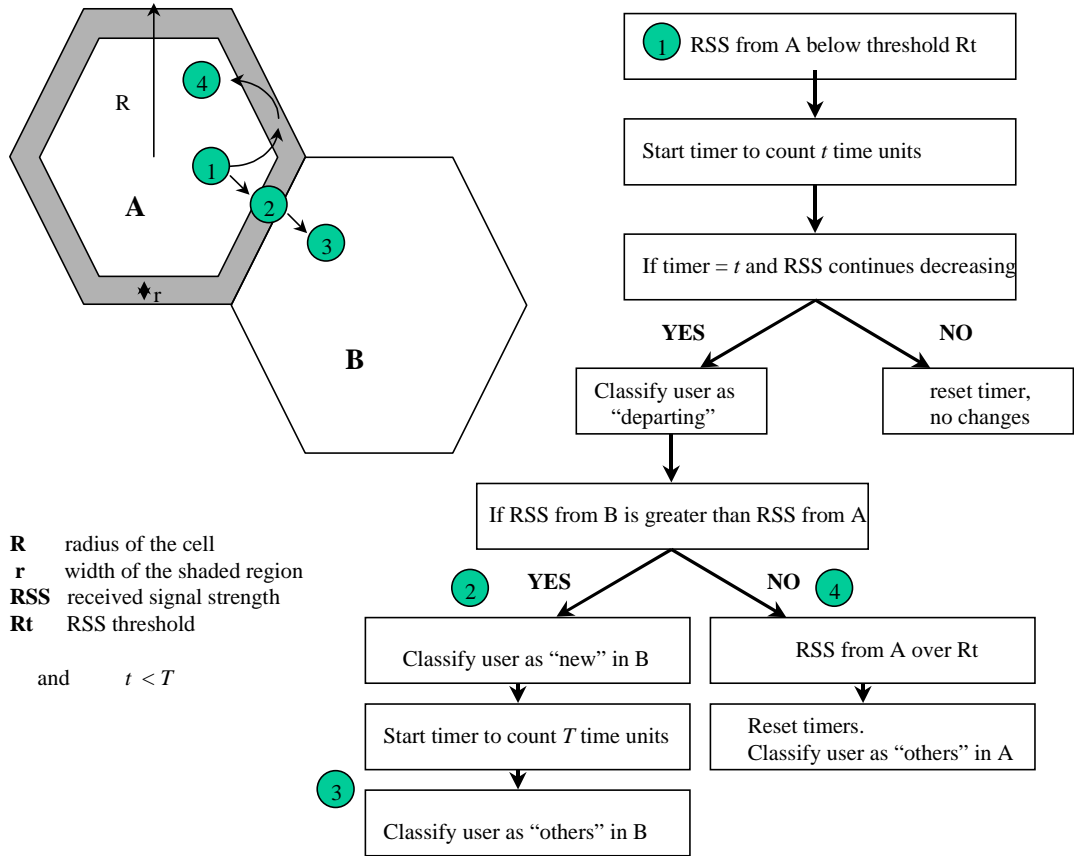 R
4
1
A
2
3
r
B
R radius of the cell
r width of the shaded region
RSS received signal strength
Rt RSS threshold
and t < T
1 RSS from A below threshold Rt
Start timer to count t time units
If timer = t and RSS continues decreasing
YES
NO
Classify user as
“departing”
reset timer,
no changes
If RSS from B is greater than RSS from A
2 YES
NO 4
Classify user as “new” in B
RSS from A over Rt
Start timer to count T time units
Reset timers.
Classify user as “others” in A
3
Classify user as “others” in B